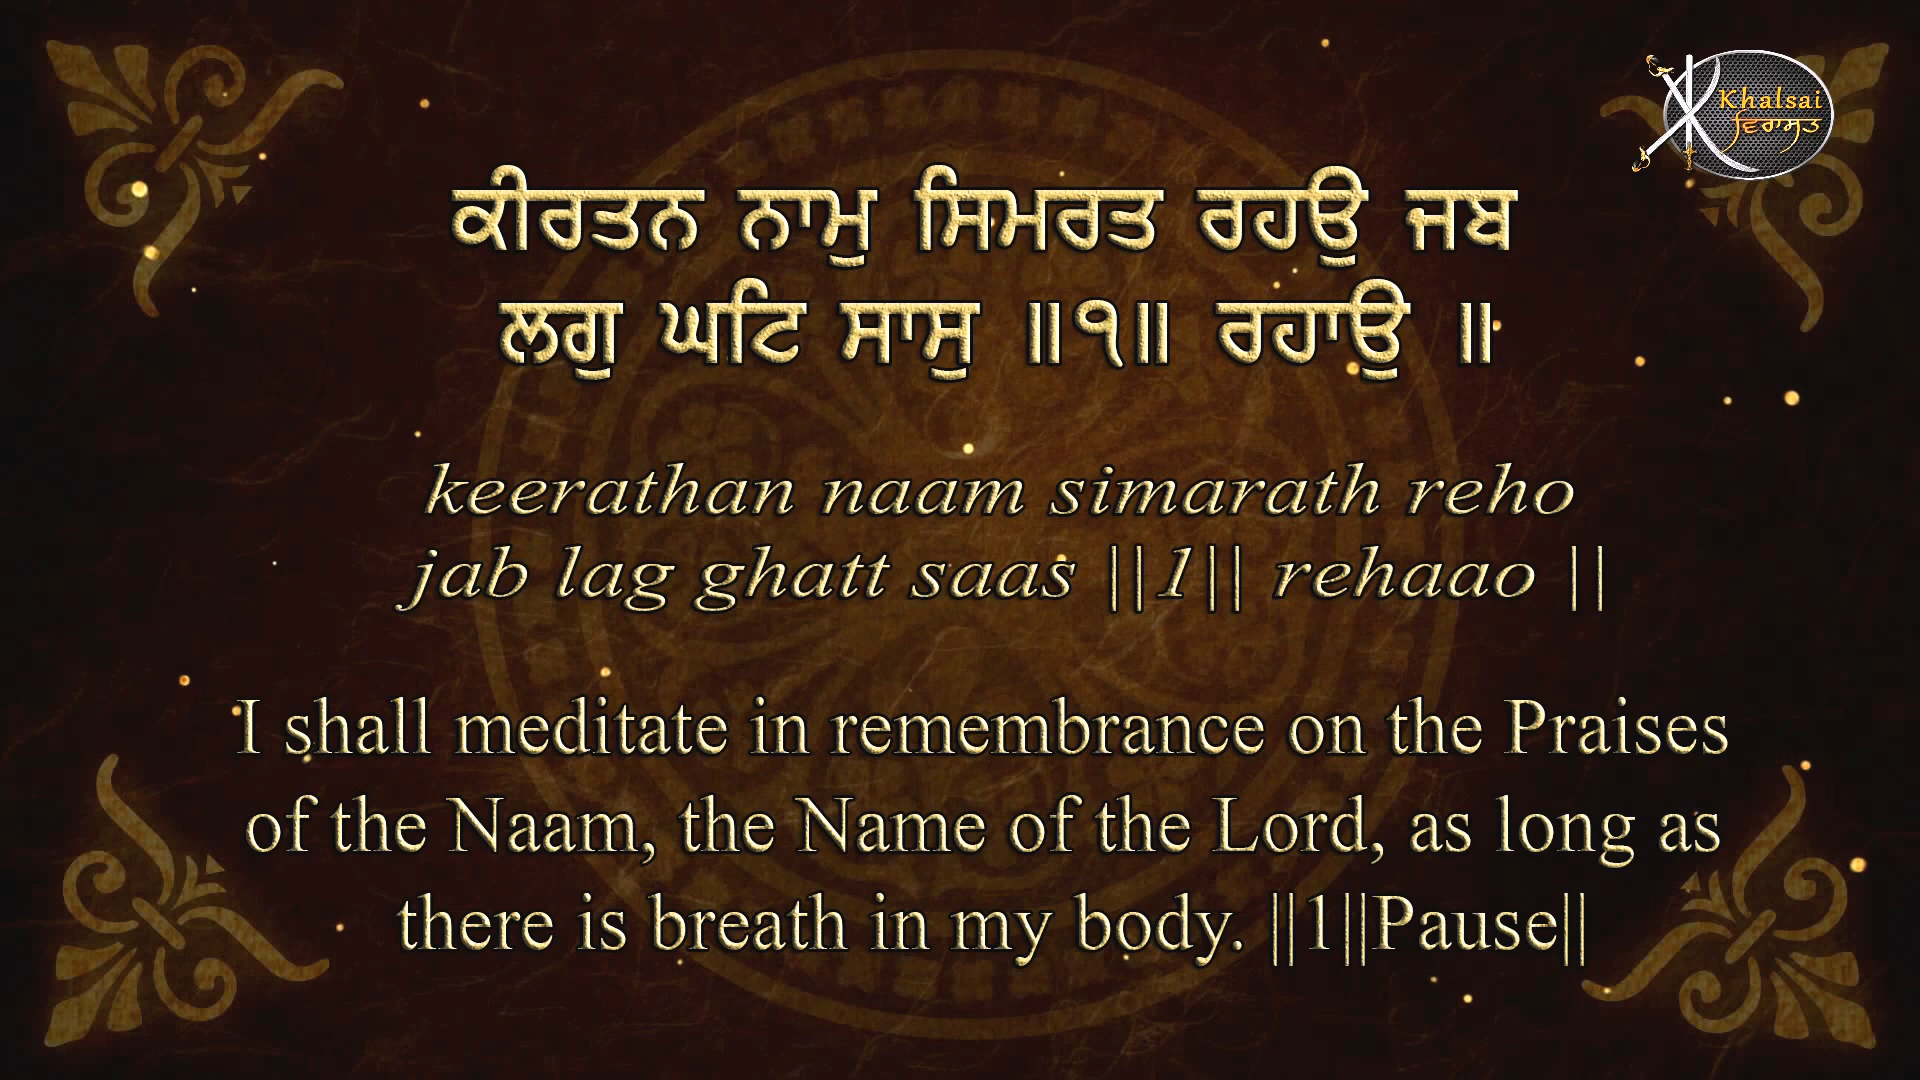 Khalsai
ਵਿਰਾਸਤ
ਕੀਰਤਨ ਨਾਮੁ ਸਿਮਰਤ ਰਹਉ ਜਬ
ਲਗੁ ਘਟਿ ਸਾਸੁ ॥੧॥ ਰਹਾਉ ॥
keerathan naam simarath reho
jab lag ghatt saas ||1|| rehaao ||
I shall meditate in remembrance on the Praises
of the Naam, the Name of the Lord, as long as
there is breath in my body. ||1||Pause||